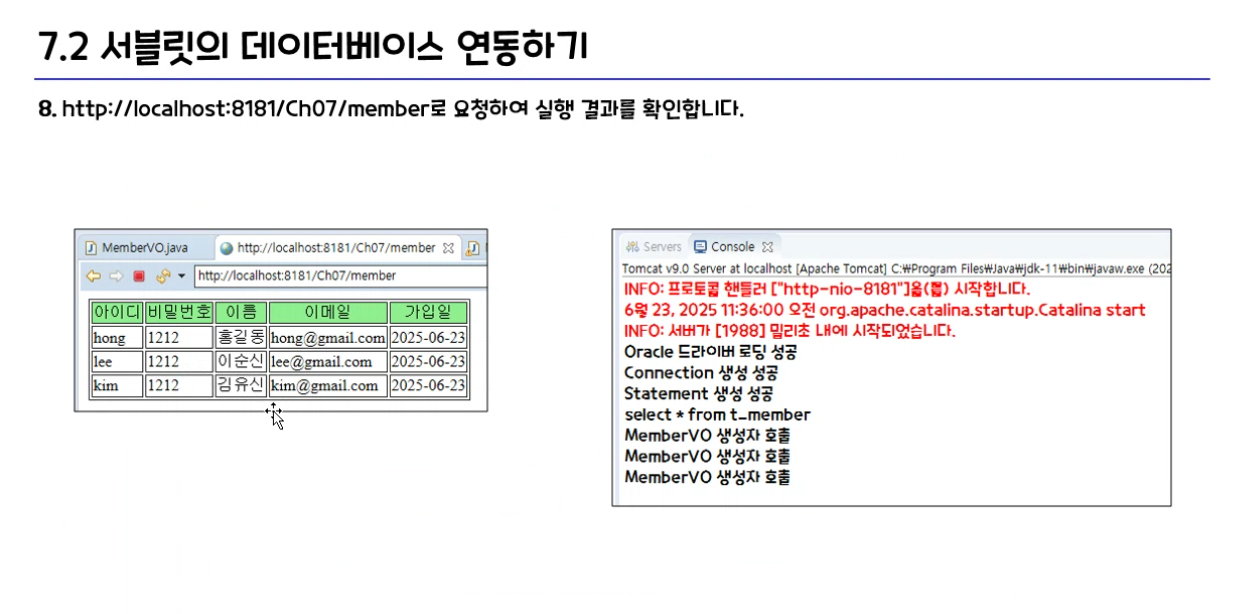 7.2 서블릿의 데이터베이스 연동하기
8. http://localhost:8181/Ch07/member로 요청하여 실행 결과를 확인합니다.
MemberVO.java http://localhost:8181/Ch07/member
http://localhost:8181/Ch07/member
아이디 비밀번호 이름 이메일 가입일
hong 1212 홍길동 hong@gmail.com 2025-06-23
lee 1212 이순신 lee@gmail.com 2025-06-23
kim 1212 김유신 kim@gmail.com 2025-06-23
Servers Console
Tomcat v9.0 Server at localhost [Apache Tomcat] C:₩Program Files₩Java₩jdk-11₩bin₩javaw.exe (202
INFO: 프로토콜 핸들러 ["http-nio-8181"]을(를) 시작합니다.
6월 23, 2025 11:36:00 오전 org.apache.catalina.startup.Catalina start
INFO: 서버가 [1988] 밀리초 내에 시작되었습니다.
Oracle 드라이버 로딩 성공
Connection 생성 성공
Statement 생성 성공
select * from t_member
MemberVO 생성자 호출
MemberVO 생성자 호출
MemberVO 생성자 호출